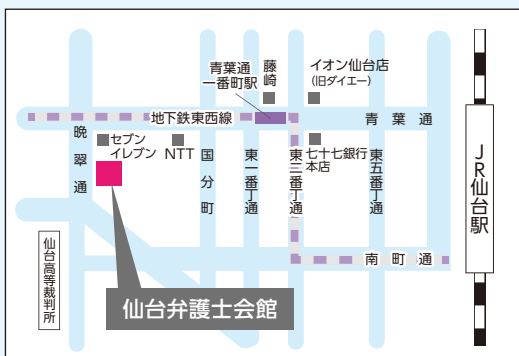 青葉通
一番町駅
藤崎
イオン仙台店
(旧ダイエー)
地下鉄東西線
青葉通
晩翠通
セブン
イレブン
NTT
国分町
東一番丁通
東三番丁通
七十七銀行
本店
東五番丁通
JR仙台駅
仙台高等裁判所
南町通
仙台弁護士会館